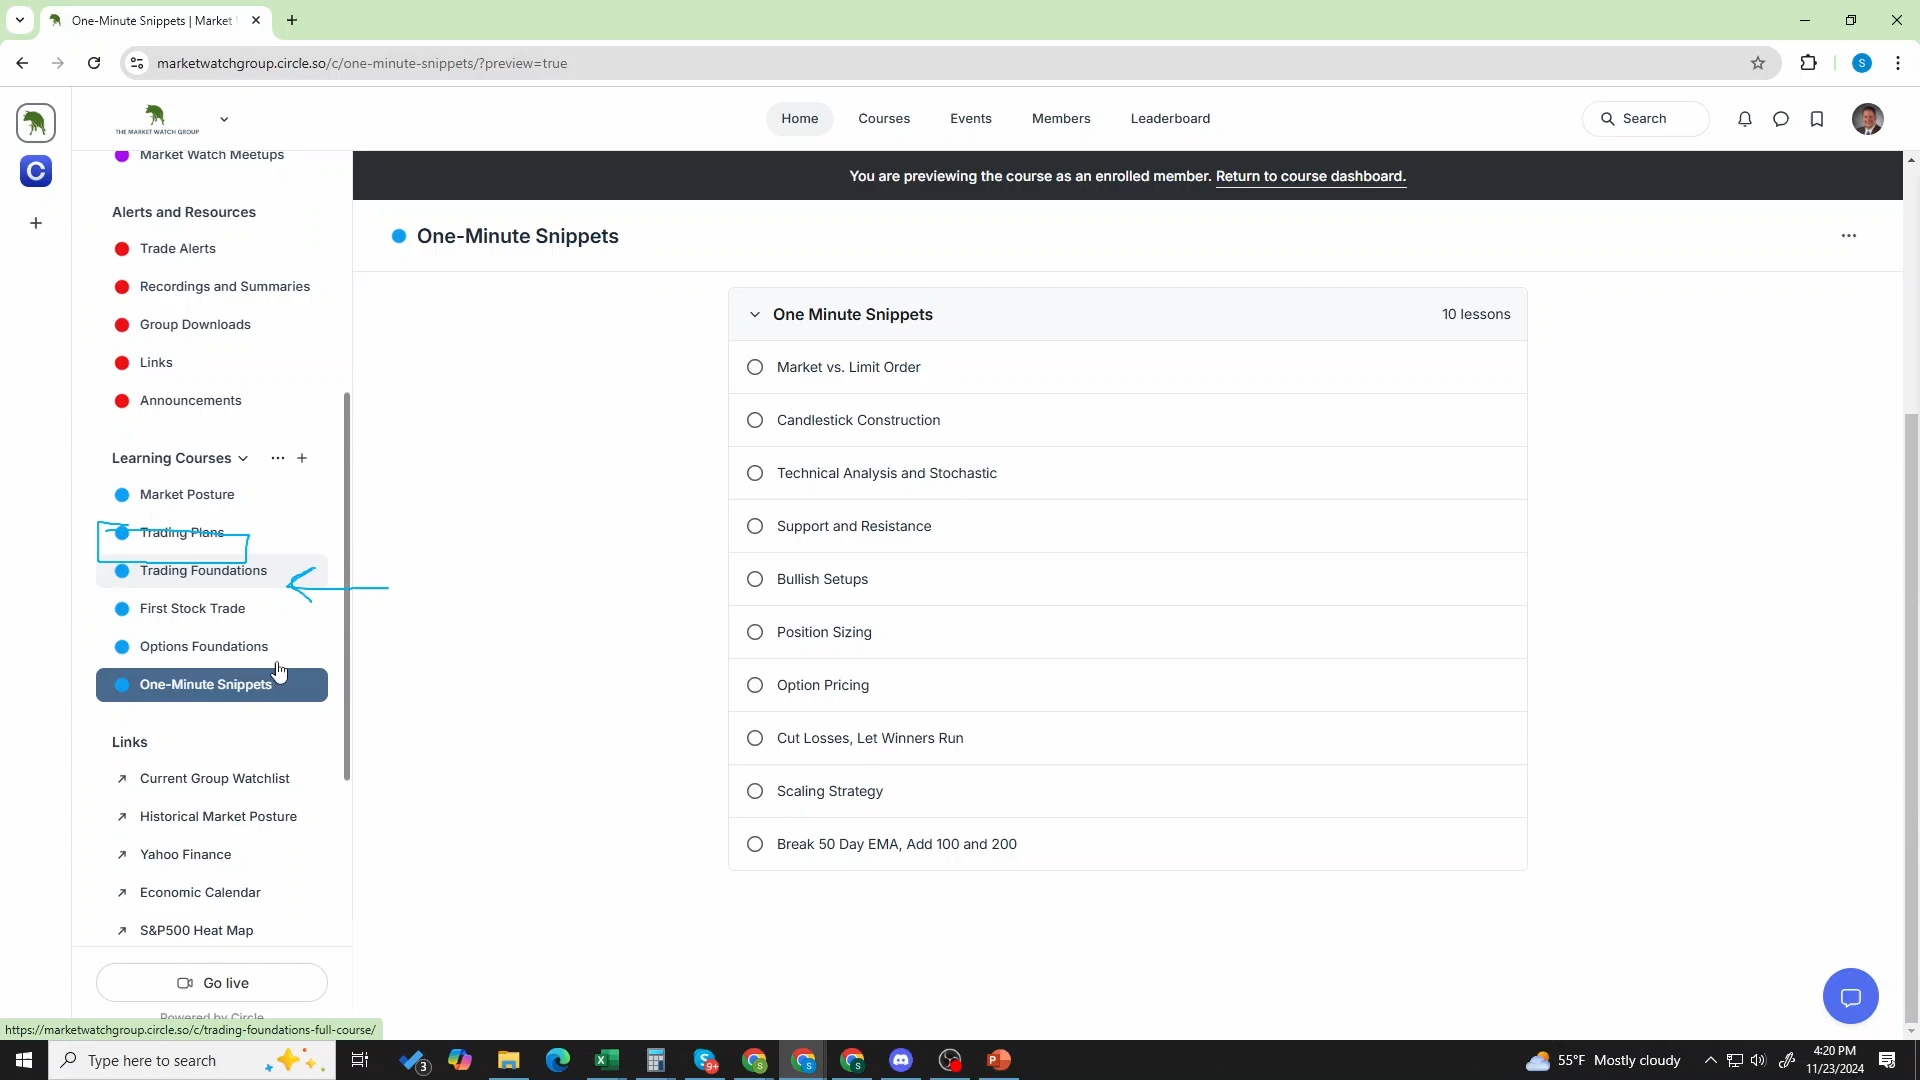 One-Minute Snippets | Market
marketwatchgroup.circle.so/c/one-minute-snippets/?preview=true
S
THE MARKET WATCH GROUP
Home
Courses
Events
Members
Leaderboard
Search
C
Market Watch Meetups
Alerts and Resources
Trade Alerts
Recordings and Summaries
Group Downloads
Links
Announcements
Learning Courses
Market Posture
Trading Plans
Trading Foundations
First Stock Trade
Options Foundations
One-Minute Snippets
Links
Current Group Watchlist
Historical Market Posture
Yahoo Finance
Economic Calendar
S&P500 Heat Map
Go live
Powered by Circle
You are previewing the course as an enrolled member. Return to course dashboard.
One-Minute Snippets
One Minute Snippets
10 lessons
Market vs. Limit Order
Candlestick Construction
Technical Analysis and Stochastic
Support and Resistance
Bullish Setups
Position Sizing
Option Pricing
Cut Losses, Let Winners Run
Scaling Strategy
Break 50 Day EMA, Add 100 and 200
https://marketwatchgroup.circle.so/c/trading-foundations-full-course/
Type here to search
3
9+
55°F Mostly cloudy
4:20 PM
11/23/2024